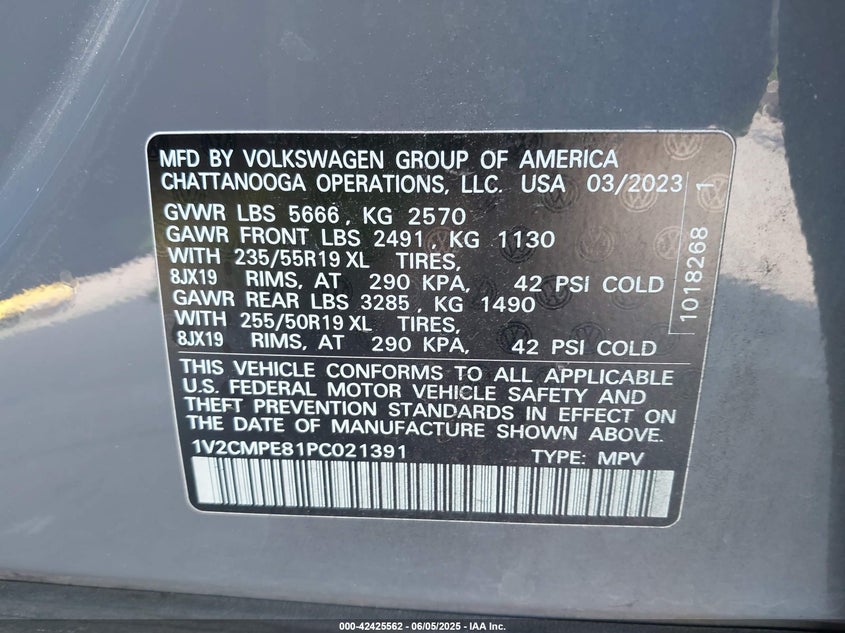 MFD BY VOLKSWAGEN GROUP OF AMERICA
CHATTANOOGA OPERATIONS, LLC. USA 03/2023
GVWR LBS 5666, KG 2570
GAWR FRONT LBS 2491, KG 1130
WITH 235/55R19 XL TIRES,
8JX19 RIMS, AT 290 KPA, 42 PSI COLD
GAWR REAR LBS 3285, KG 1490
WITH 255/50R19 XL TIRES,
8JX19 RIMS, AT 290 KPA, 42 PSI COLD
1018268 1
THIS VEHICLE CONFORMS TO ALL APPLICABLE
U.S. FEDERAL MOTOR VEHICLE SAFETY AND
THEFT PREVENTION STANDARDS IN EFFECT ON
THE DATE OF MANUFACTURE SHOWN ABOVE.
1V2CMPE81PC021391 TYPE: MPV
000-42425562 - 06/05/2025 - IAA Inc.